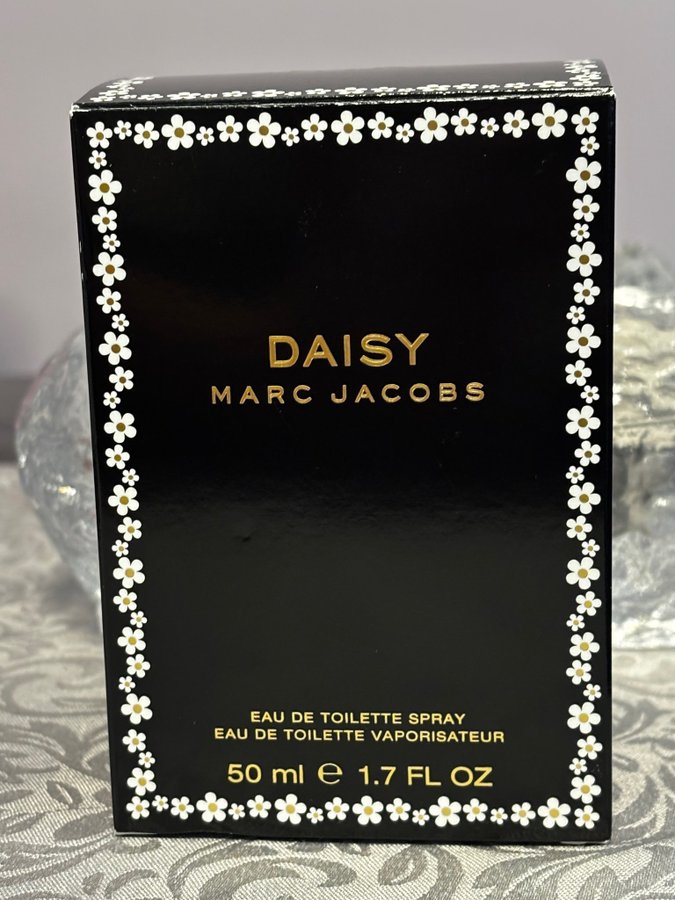 DAISY
MARC JACOBS
EAU DE TOILETTE SPRAY
EAU DE TOILETTE VAPORISATEUR
50 ml ℮ 1.7 FL OZ